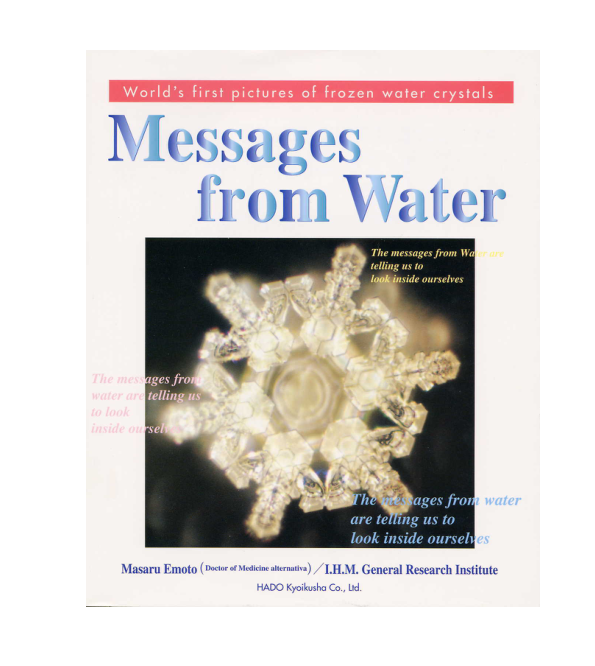 World's first pictures of frozen water crystals
Messages
from Water
The messages from Water are
telling us to
look inside ourselves
The messages from
water are telling us
to look
inside ourselves
The messages from water
are telling us to
look inside ourselves
Masaru Emoto (Doctor of Medicine alternativa) / I.H.M. General Research Institute
HADO Kyoikusha Co., Ltd.